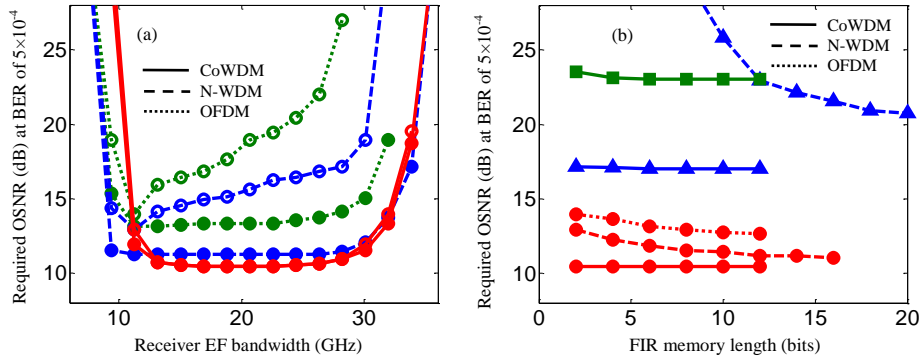 Required OSNR (dB) at BER of 5×10⁻⁴
25
20
15
10
(a)
CoWDM
N-WDM
OFDM
10
20
30
Receiver EF bandwidth (GHz)
Required OSNR (dB) at BER of 5×10⁻⁴
25
20
15
10
(b)
CoWDM
N-WDM
OFDM
0
5
10
15
20
FIR memory length (bits)